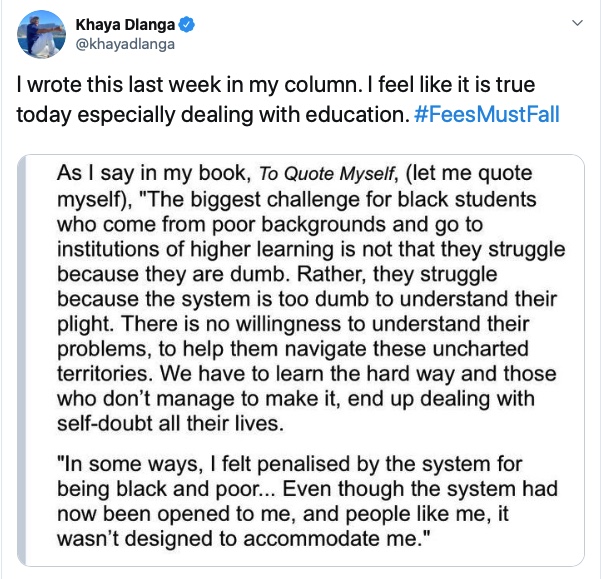 Khaya Dlanga
@khayadlanga
I wrote this last week in my column. I feel like it is true
today especially dealing with education. #FeesMustFall
As I say in my book, To Quote Myself, (let me quote
myself), "The biggest challenge for black students
who come from poor backgrounds and go to
institutions of higher learning is not that they struggle
because they are dumb. Rather, they struggle
because the system is too dumb to understand their
plight. There is no willingness to understand their
problems, to help them navigate these uncharted
territories. We have to learn the hard way and those
who don't manage to make it, end up dealing with
self-doubt all their lives.
"In some ways, I felt penalised by the system for
being black and poor... Even though the system had
now been opened to me, and people like me, it
wasn't designed to accommodate me."